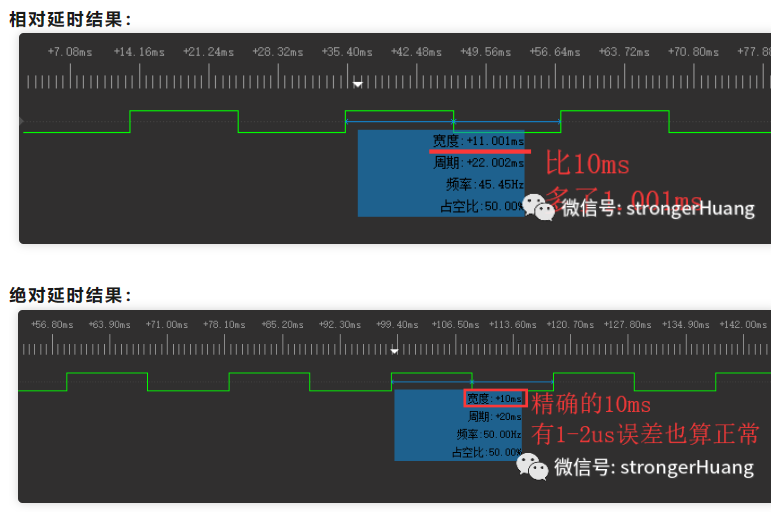 相对延时结果：
+7.08ms +14.16ms +21.24ms +28.32ms +35.40ms +42.48ms +49.56ms +56.64ms +63.72ms +70.80ms +77.88
宽度:+11.001ms
周期:+22.002ms
频率:45.45Hz
占空比:50.00%
比10ms
多了1.001ms
微信号: strongerHuang
绝对延时结果：
+56.80ms +63.90ms +71.00ms +78.10ms +85.20ms +92.30ms +99.40ms +106.50ms +113.60ms +120.70ms +127.80ms +134.90ms +142.00ms
宽度:+10ms
周期:+20ms
频率:50.00Hz
占空比:50.00%
精确的10ms
有1-2us误差也算正常
微信号: strongerHuang